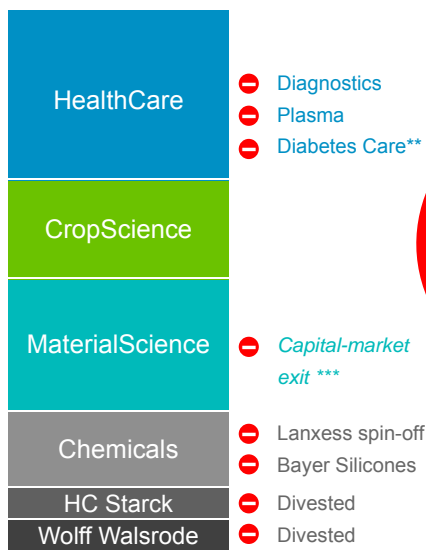 HealthCare
Diagnostics
Plasma
Diabetes Care**
CropScience
MaterialScience
Capital-market
exit ***
Chemicals
Lanxess spin-off
Bayer Silicones
HC Starck
Divested
Wolff Walsrode
Divested